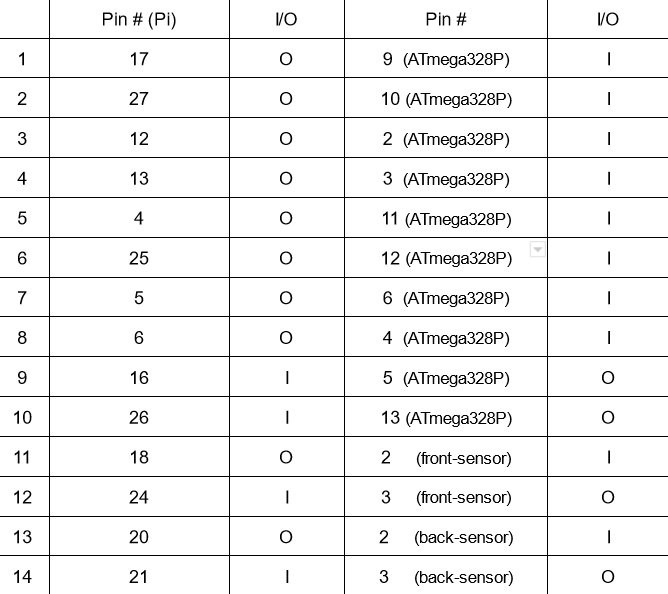 Pin # (Pi) I/O Pin # I/O
1 17 O 9 (ATmega328P) I
2 27 O 10 (ATmega328P) I
3 12 O 2 (ATmega328P) I
4 13 O 3 (ATmega328P) I
5 4 O 11 (ATmega328P) I
6 25 O 12 (ATmega328P) I
7 5 O 6 (ATmega328P) I
8 6 O 4 (ATmega328P) I
9 16 I 5 (ATmega328P) O
10 26 I 13 (ATmega328P) O
11 18 O 2 (front-sensor) I
12 24 I 3 (front-sensor) O
13 20 O 2 (back-sensor) I
14 21 I 3 (back-sensor) O